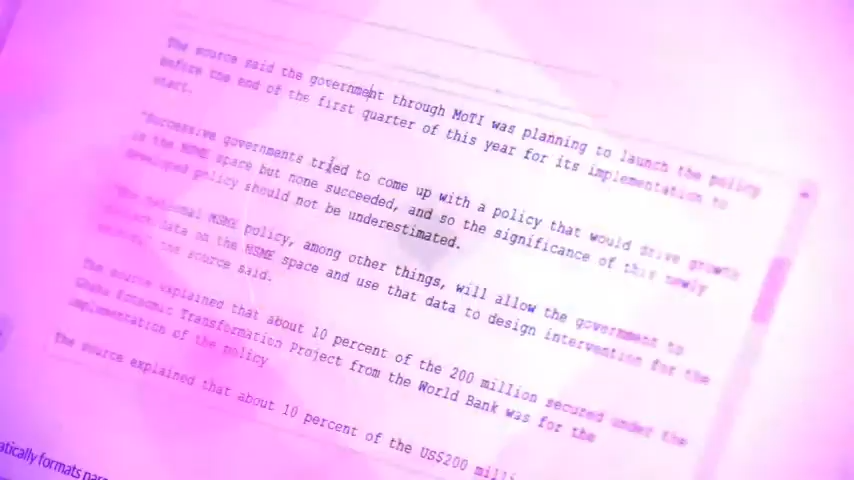 The source said the government through MoTI was planning to launch the policy
before the end of the first quarter of this year for its implementation to
start.
"Successive governments tried to come up with a policy that would drive growth
in the MSME space but none succeeded, and so the significance of this newly
developed policy should not be underestimated.
"The national MSME policy, among other things, will allow the government to
collect data on the MSME space and use that data to design intervention for the
the source said.
The source explained that about 10 percent of the 200 million secured under the
Ghana Economic Transformation Project from the World Bank was for the
implementation of the policy
The source explained that about 10 percent of the US$200 milli
atically formats par